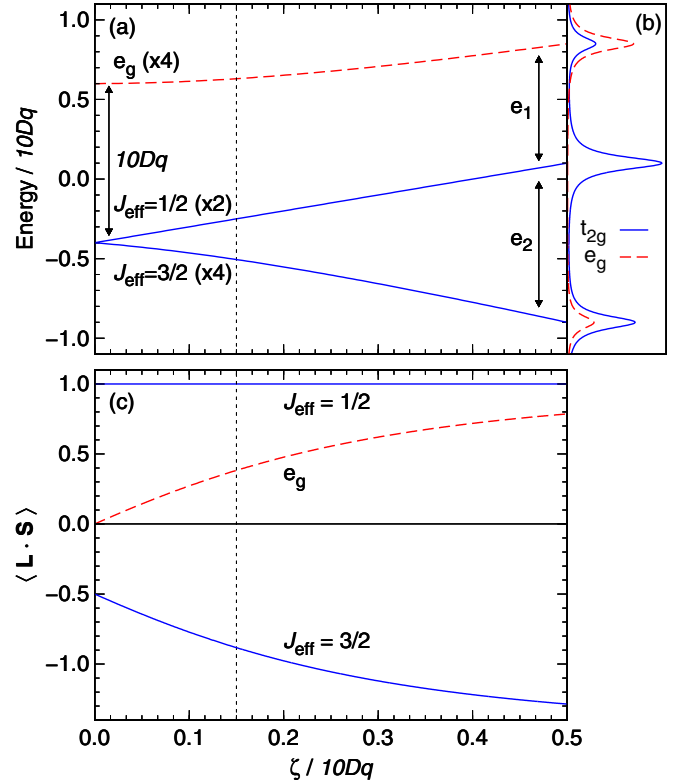 (a)
(b)
1.0
0.5
0.0
−0.5
−1.0
Energy / 10Dq
e_g (x4)
10Dq
J_eff=1/2 (x2)
J_eff=3/2 (x4)
e_1
e_2
t_2g
e_g
(c)
1.0
0.5
0.0
−0.5
−1.0
⟨ L · S ⟩
J_eff = 1/2
e_g
J_eff = 3/2
0.0 0.1 0.2 0.3 0.4 0.5
ζ / 10Dq